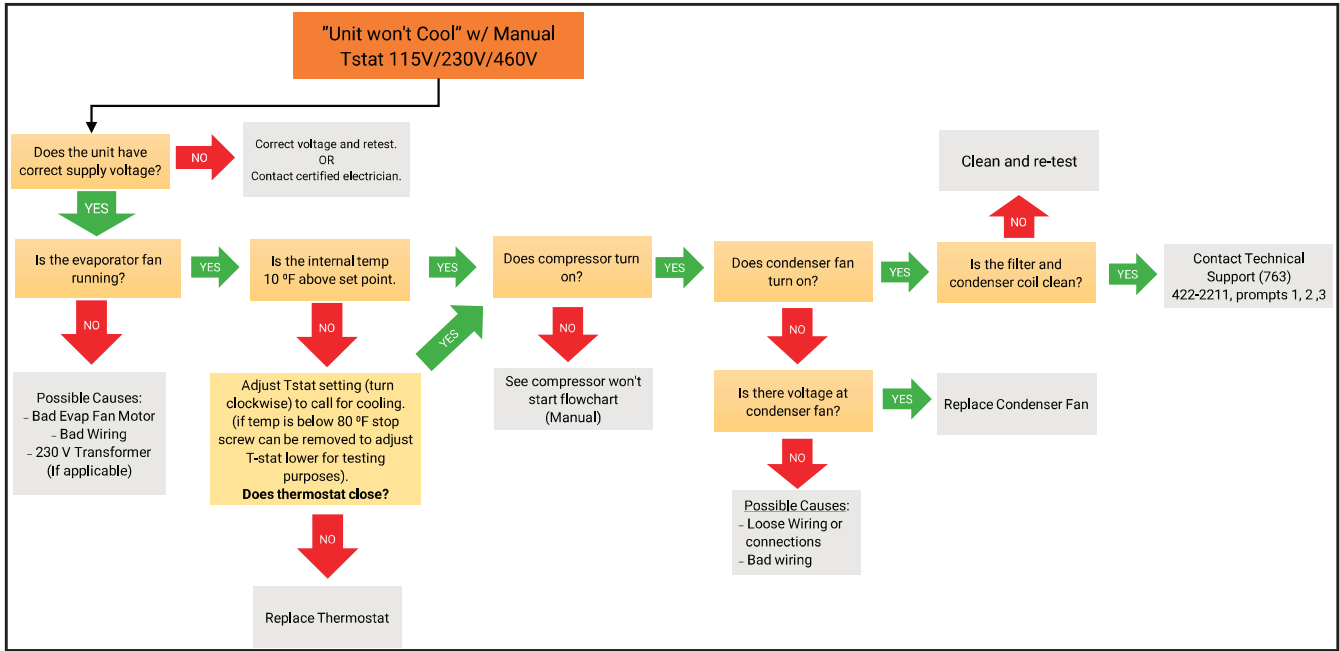 "Unit won't Cool" w/ Manual
Tstat 115V/230V/460V
Does the unit have
correct supply voltage?
NO
Correct voltage and retest.
OR
Contact certified electrician.
YES
Is the evaporator fan
running?
YES
Is the internal temp
10 ºF above set point.
YES
Does compressor turn
on?
YES
Does condenser fan
turn on?
YES
Is the filter and
condenser coil clean?
NO
Clean and re-test
YES
Contact Technical
Support (763)
422-2211, prompts 1, 2 ,3
NO
Possible Causes:
- Bad Evap Fan Motor
- Bad Wiring
- 230 V Transformer
(If applicable)
NO
Adjust Tstat setting (turn
clockwise) to call for cooling.
(if temp is below 80 ºF stop
screw can be removed to adjust
T-stat lower for testing
purposes).
Does thermostat close?
YES
NO
Replace Thermostat
NO
See compressor won't
start flowchart
(Manual)
NO
Is there voltage at
condenser fan?
YES
Replace Condenser Fan
NO
Possible Causes:
- Loose Wiring or
connections
- Bad wiring